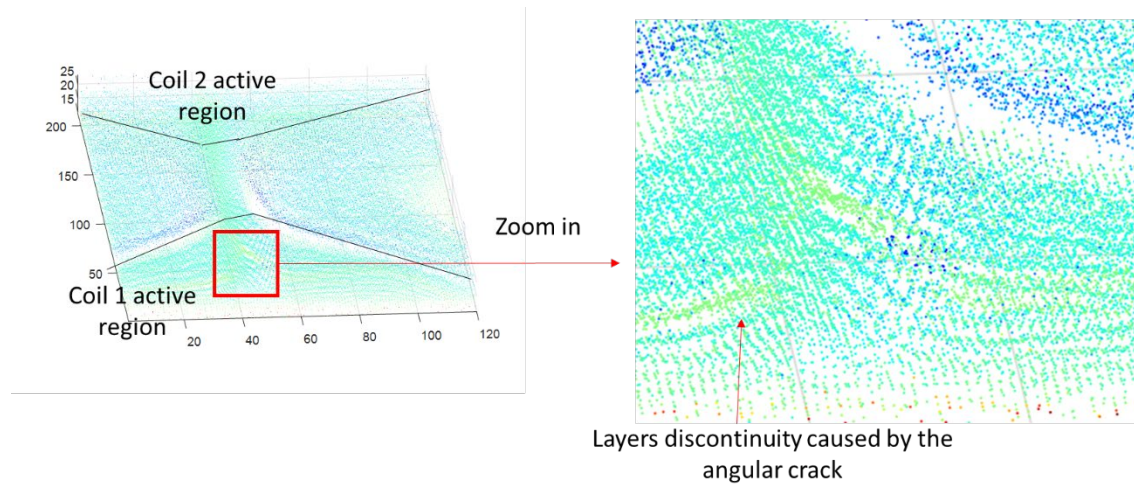 Coil 2 active
region
25
20
15
200
150
100
50
Coil 1 active
region
20
40
60
80
100
120
Zoom in
Layers discontinuity caused by the
angular crack